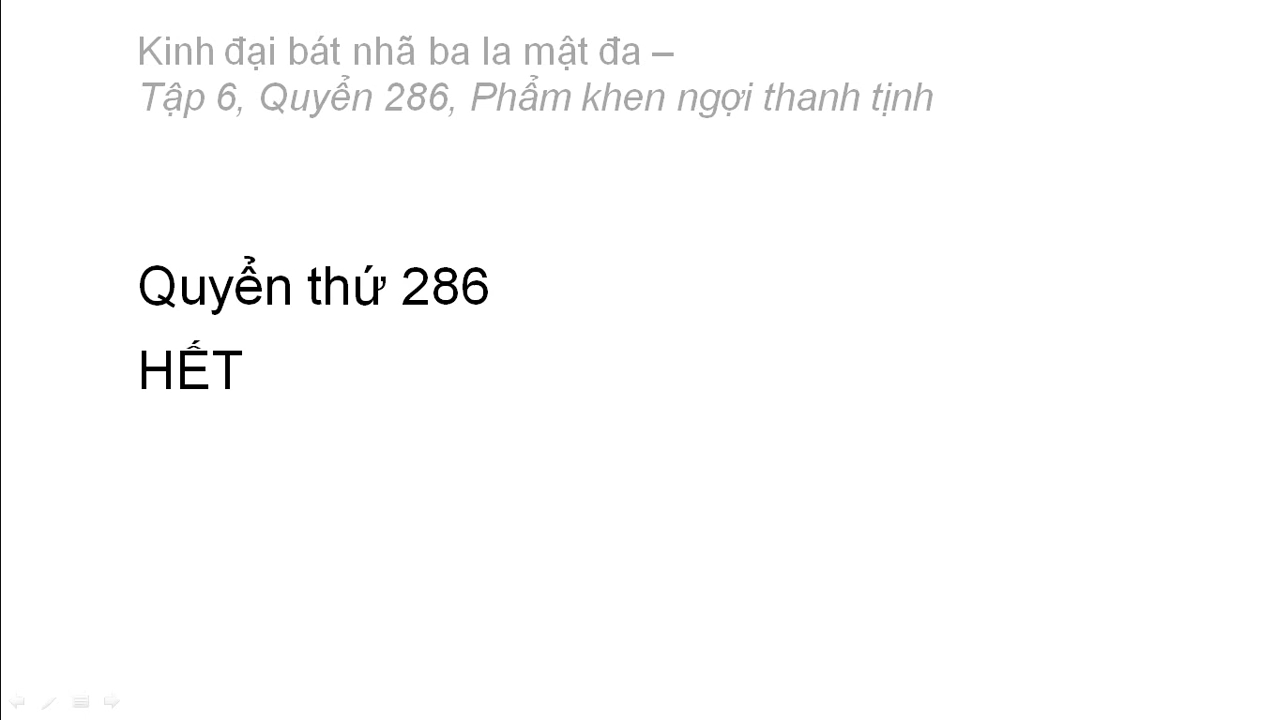 Kinh đại bát nhã ba la mật đa –
Tập 6, Quyển 286, Phẩm khen ngợi thanh tịnh
Quyển thứ 286
HẾT